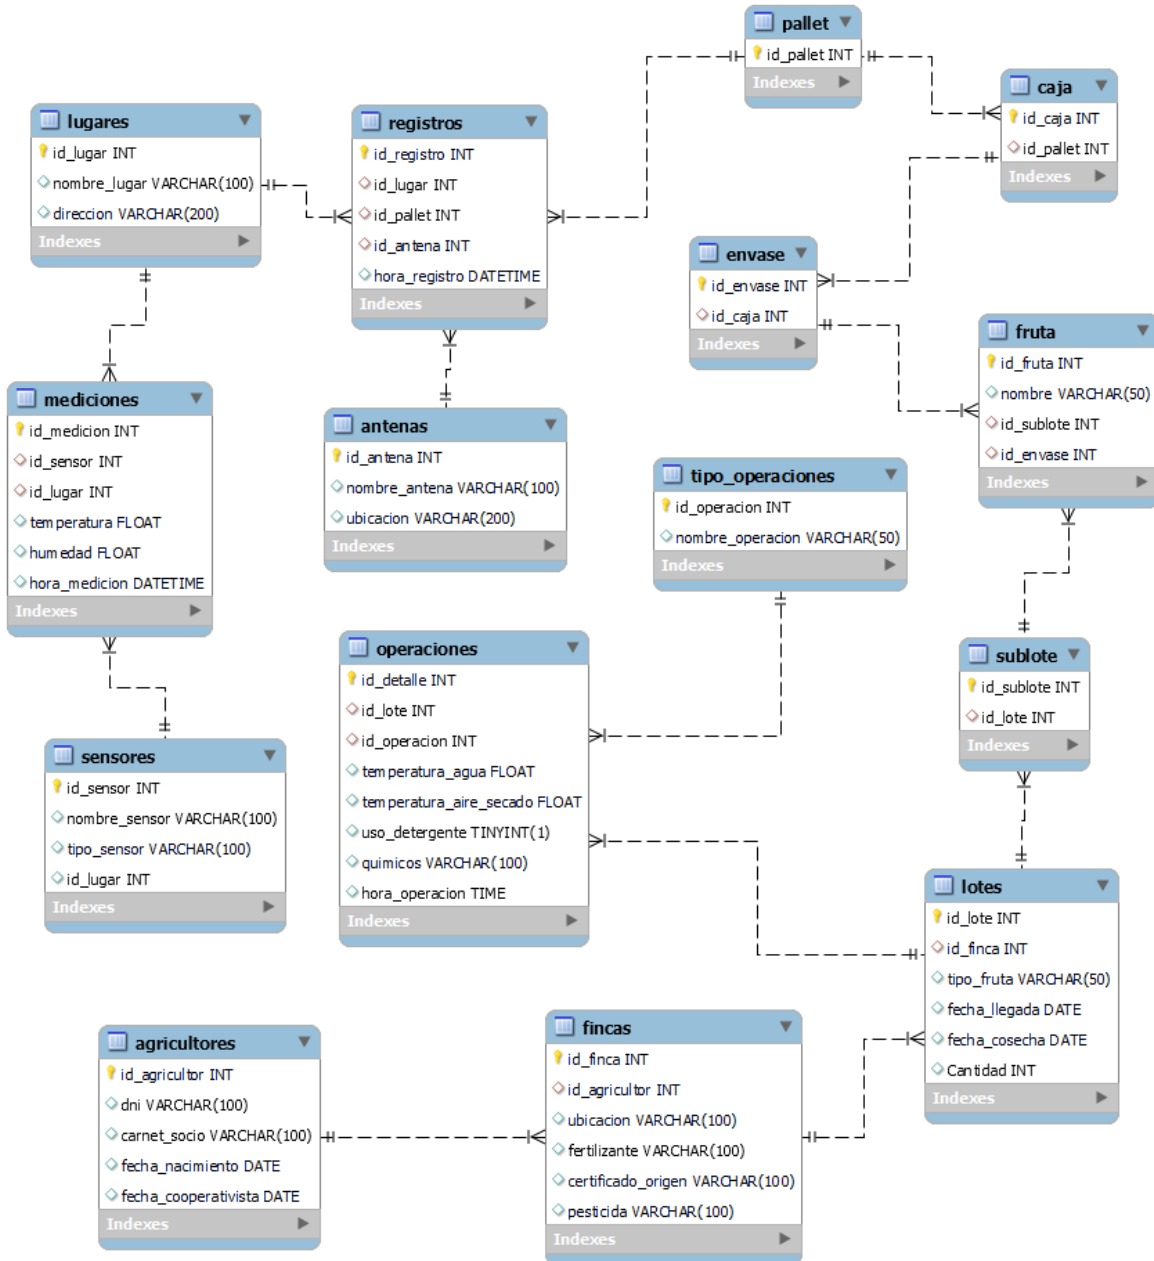 pallet
id_pallet INT
Indexes
caja
id_caja INT
id_pallet INT
Indexes
lugares
id_lugar INT
nombre_lugar VARCHAR(100)
direccion VARCHAR(200)
Indexes
registros
id_registro INT
id_lugar INT
id_pallet INT
id_antena INT
hora_registro DATETIME
Indexes
envase
id_envase INT
id_caja INT
Indexes
fruta
id_fruta INT
nombre VARCHAR(50)
id_sublote INT
id_envase INT
Indexes
mediciones
id_medicion INT
id_sensor INT
id_lugar INT
temperatura FLOAT
humedad FLOAT
hora_medicion DATETIME
Indexes
antenas
id_antena INT
nombre_antena VARCHAR(100)
ubicacion VARCHAR(200)
Indexes
tipo_operaciones
id_operacion INT
nombre_operacion VARCHAR(50)
Indexes
operaciones
id_detalle INT
id_lote INT
id_operacion INT
temperatura_agua FLOAT
temperatura_aire_secado FLOAT
uso_detergente TINYINT(1)
quimicos VARCHAR(100)
hora_operacion TIME
Indexes
sublote
id_sublote INT
id_lote INT
Indexes
sensores
id_sensor INT
nombre_sensor VARCHAR(100)
tipo_sensor VARCHAR(100)
id_lugar INT
Indexes
lotes
id_lote INT
id_finca INT
tipo_fruta VARCHAR(50)
fecha_llegada DATE
fecha_cosecha DATE
Cantidad INT
Indexes
agricultores
id_agricultor INT
dni VARCHAR(100)
carnet_socio VARCHAR(100)
fecha_nacimiento DATE
fecha_cooperativista DATE
Indexes
fincas
id_finca INT
id_agricultor INT
ubicacion VARCHAR(100)
fertilizante VARCHAR(100)
certificado_origen VARCHAR(100)
pesticida VARCHAR(100)
Indexes